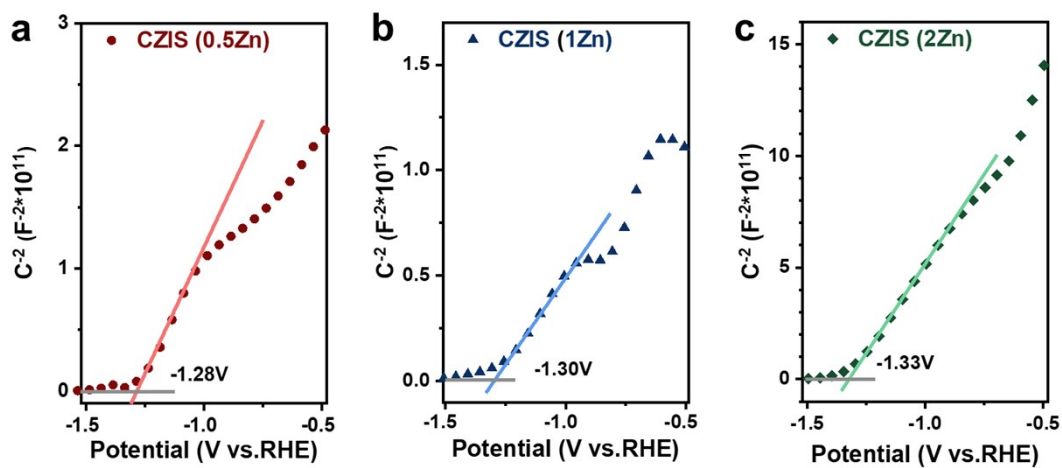 a
CZIS (0.5Zn)
C-2 (F-2*1011)
3
2
1
0
-1.28V
-1.5
-1.0
-0.5
Potential (V vs.RHE)
b
CZIS (1Zn)
C-2 (F-2*1011)
1.5
1.0
0.5
0.0
-1.30V
-1.5
-1.0
-0.5
Potential (V vs.RHE)
c
CZIS (2Zn)
C-2 (F-2*1011)
15
10
5
0
-1.33V
-1.5
-1.0
-0.5
Potential (V vs.RHE)